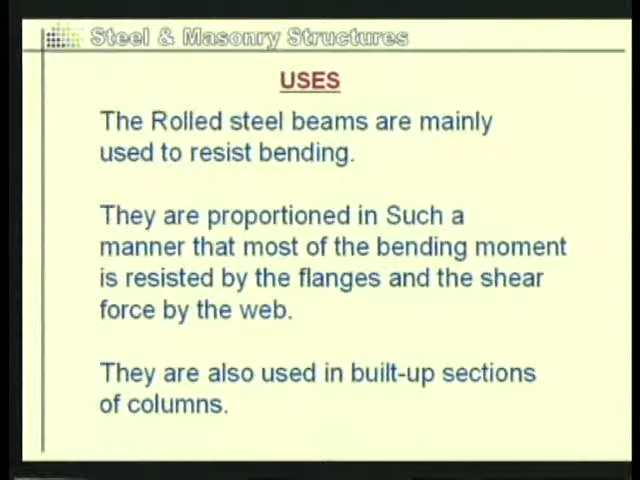 Steel & Masonry Structures
USES
The Rolled steel beams are mainly
used to resist bending.
They are proportioned in Such a
manner that most of the bending moment
is resisted by the flanges and the shear
force by the web.
They are also used in built-up sections
of columns.